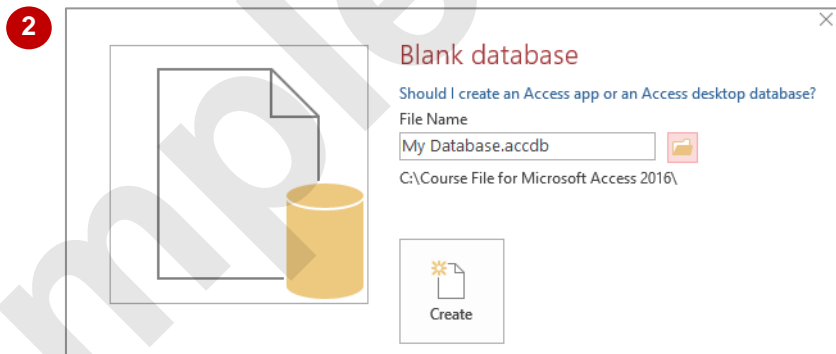 2
Blank database
Should I create an Access app or an Access desktop database?
File Name
My Database.accdb
C:\Course File for Microsoft Access 2016\
Create